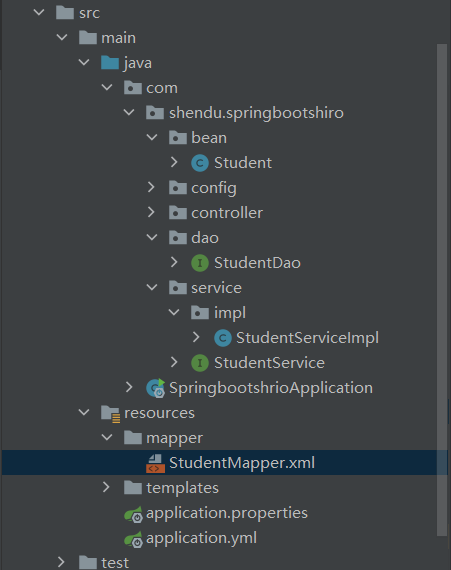 src
main
java
com
shendu.springbootshiro
bean
C Student
config
controller
dao
I StudentDao
service
impl
C StudentServiceImpl
I StudentService
SpringbootshrioApplication
resources
mapper
StudentMapper.xml
templates
application.properties
application.yml
test